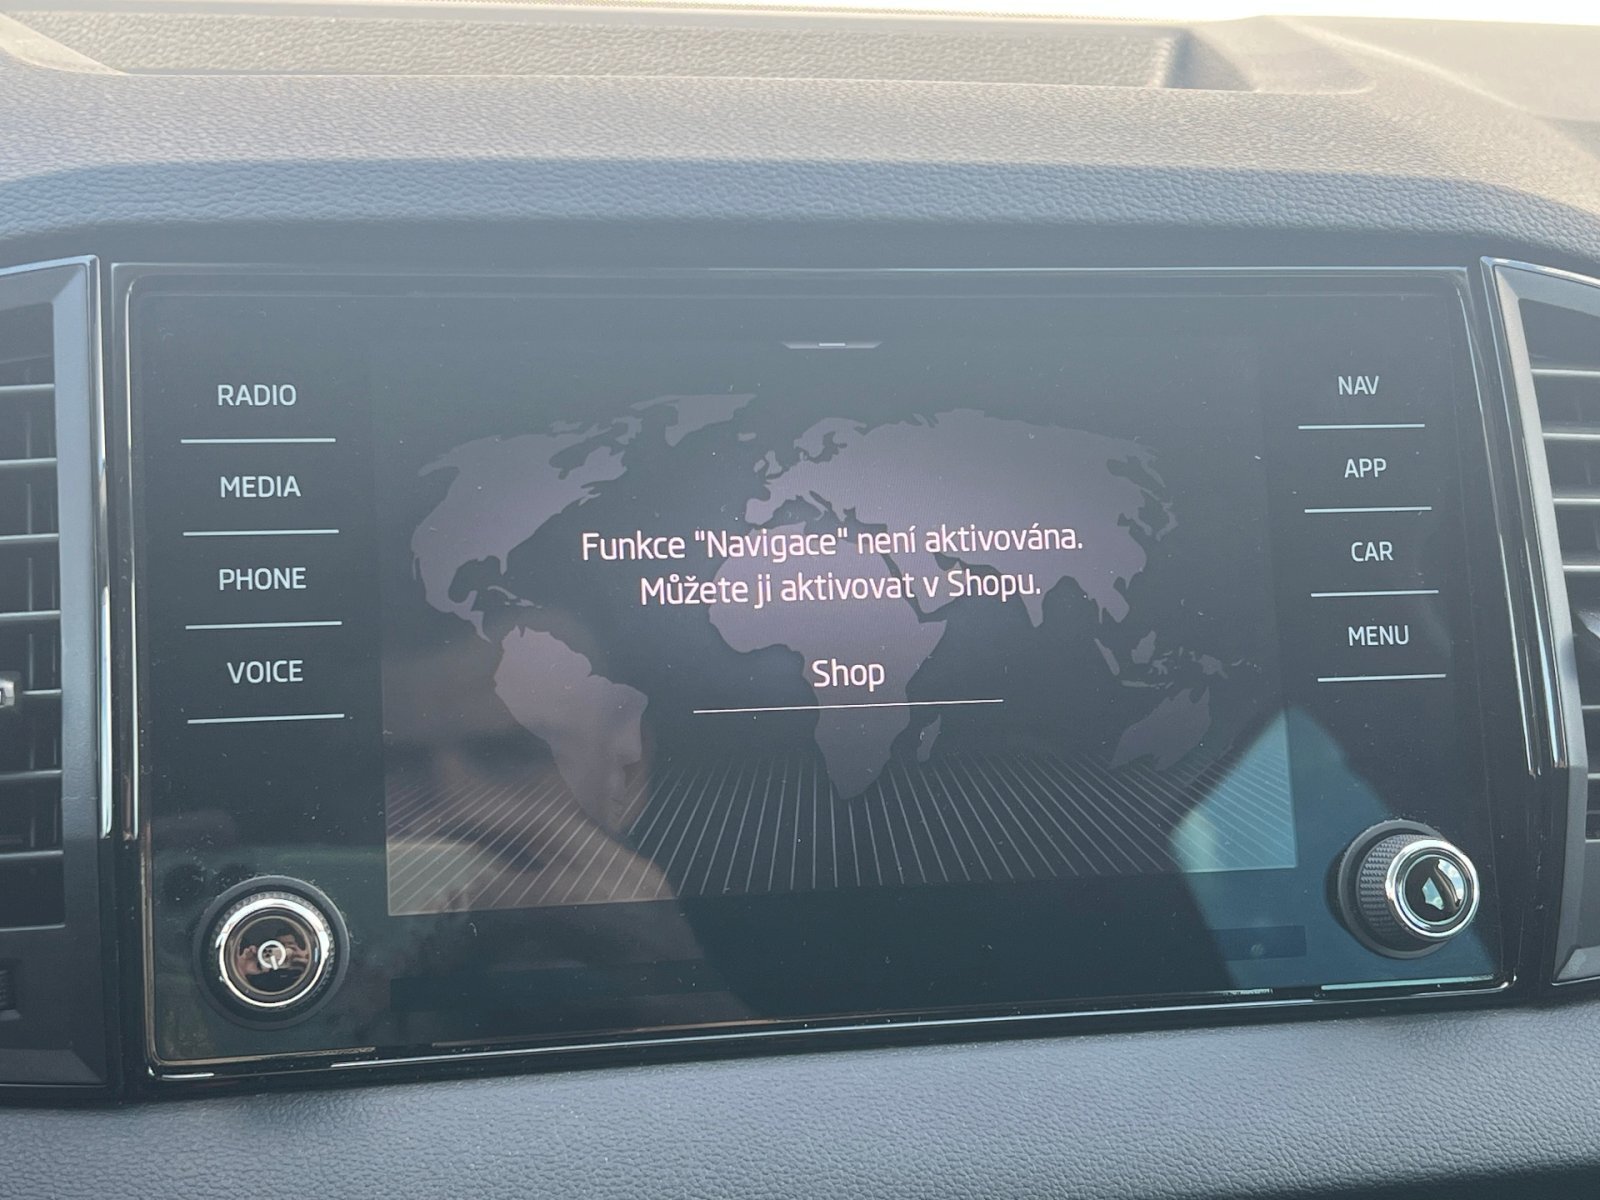 RADIO
MEDIA
PHONE
VOICE
Funkce "Navigace" není aktivována.
Můžete ji aktivovat v Shopu.
Shop
NAV
APP
CAR
MENU